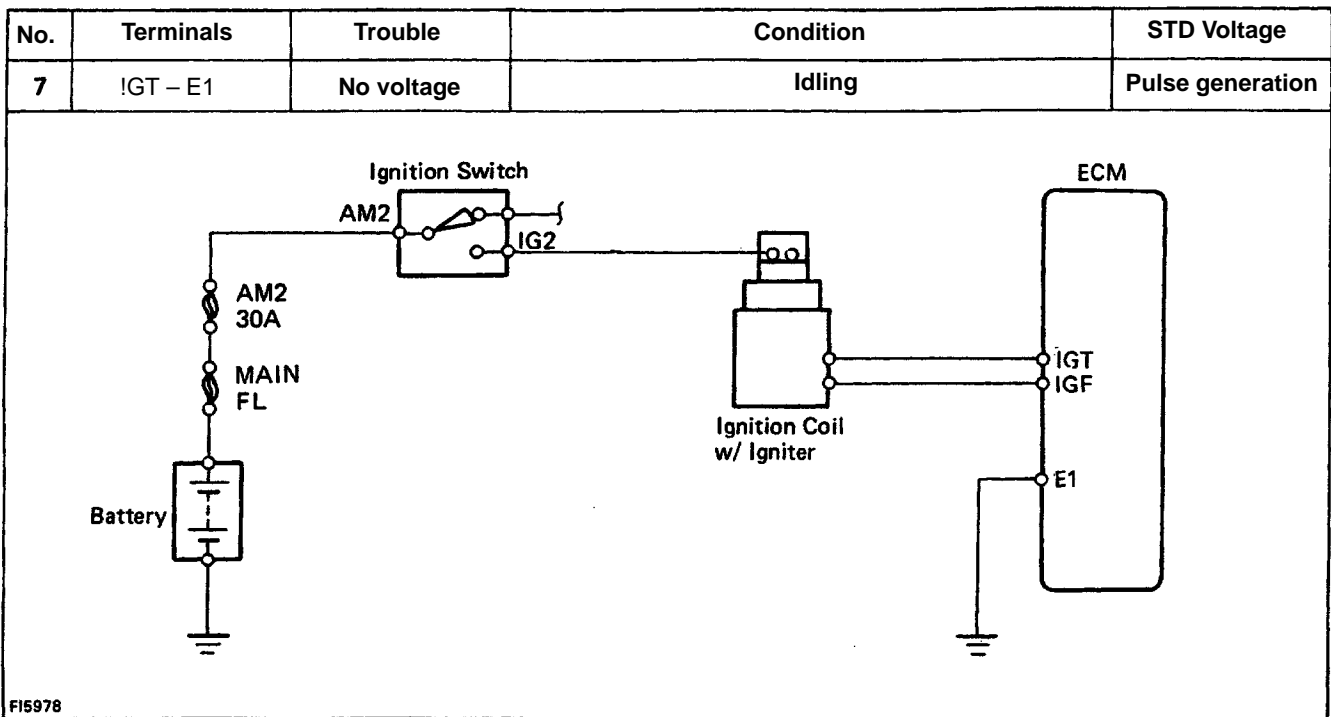 No. Terminals Trouble Condition STD Voltage
7 !GT – E1 No voltage Idling Pulse generation
Ignition Switch
ECM
AM2
IG2
AM2
30A
MAIN
FL
IGT
IGF
Ignition Coil
w/ Igniter
E1
Battery
FI5978